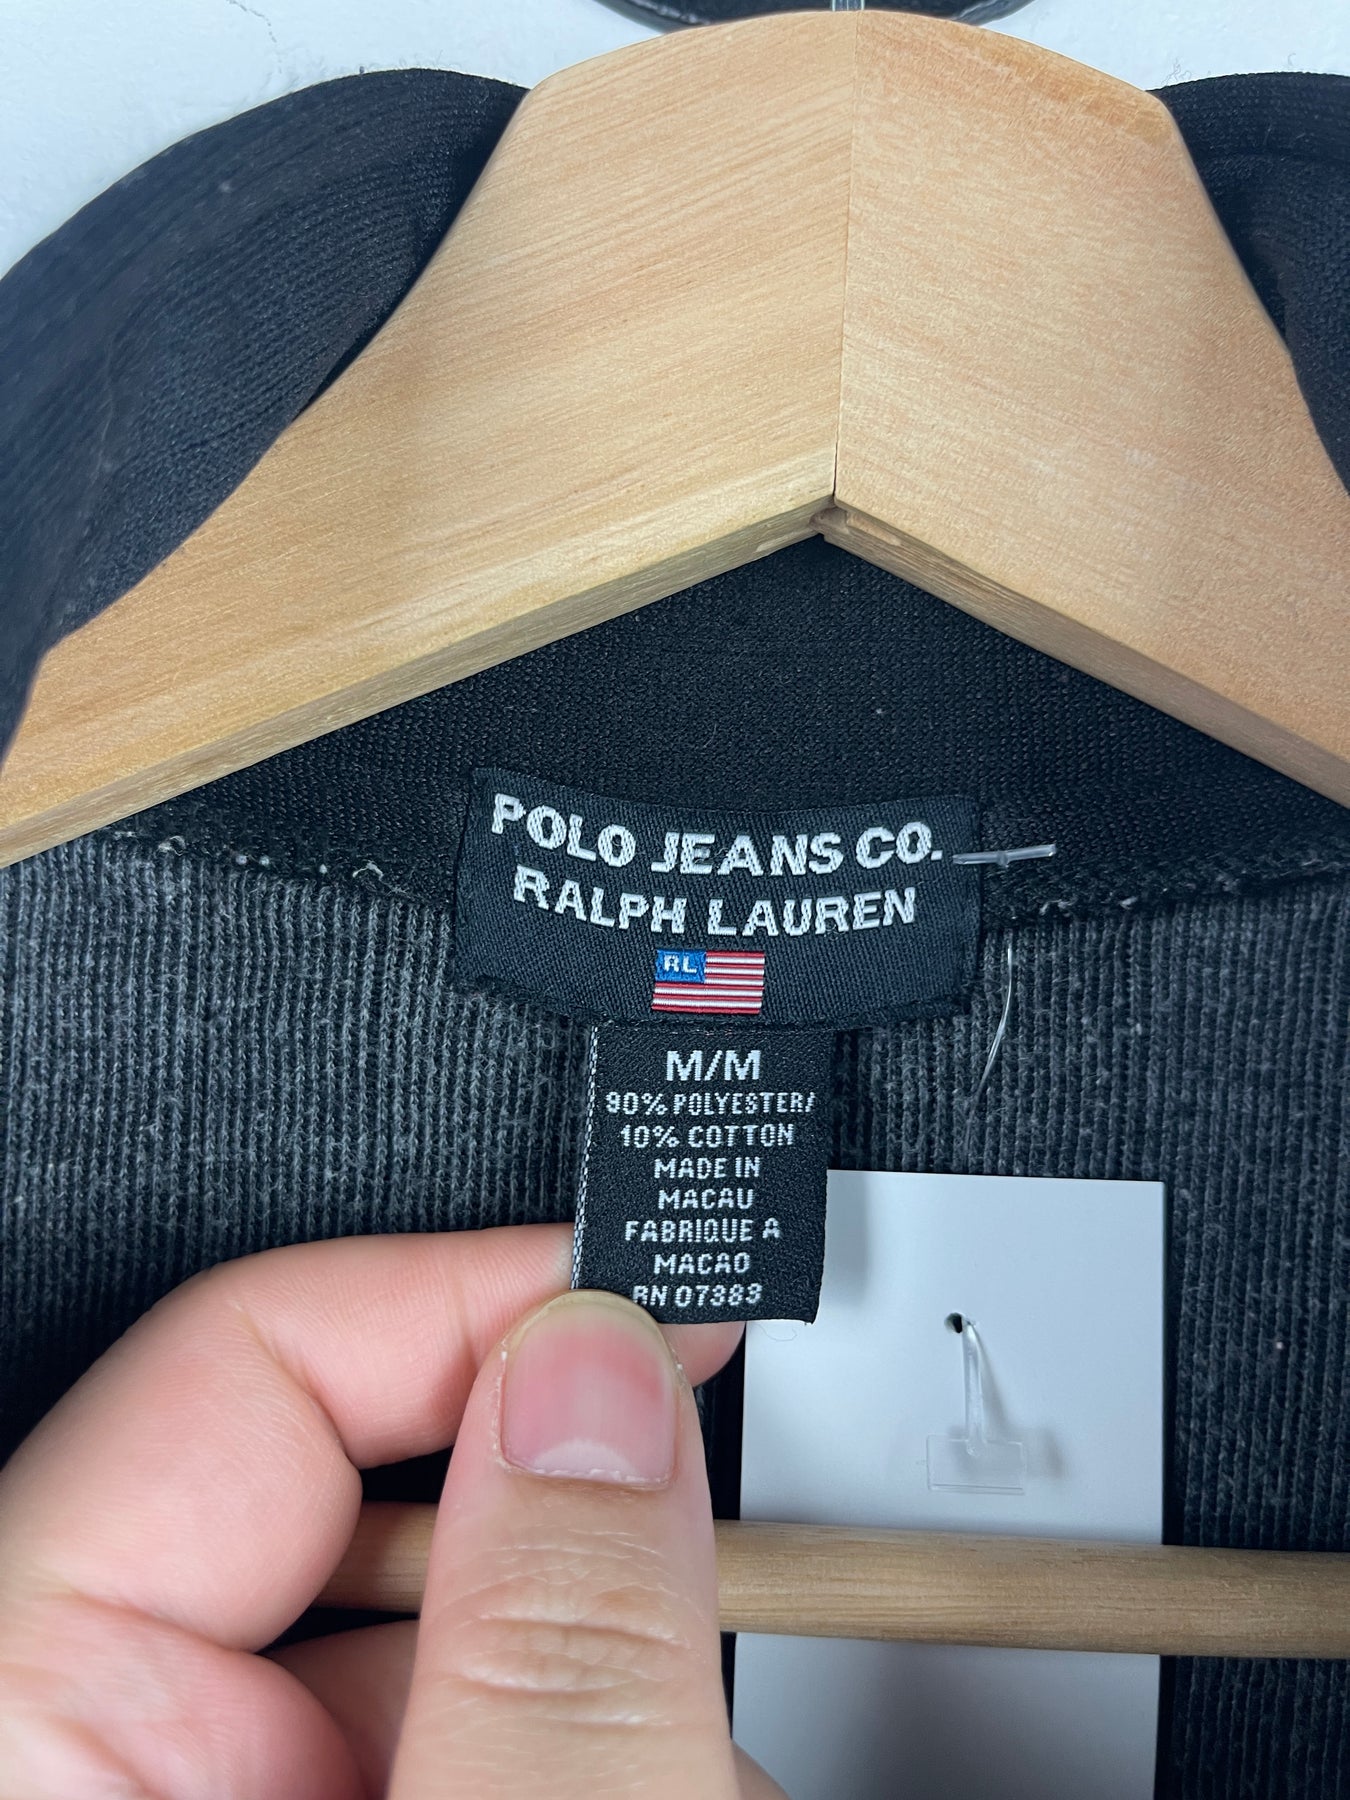 POLO JEANS CO.
RALPH LAUREN
RL
M/M
90% POLYESTER/
10% COTTON
MADE IN
MACAU
FABRIQUE A
MACAO
RN 07383